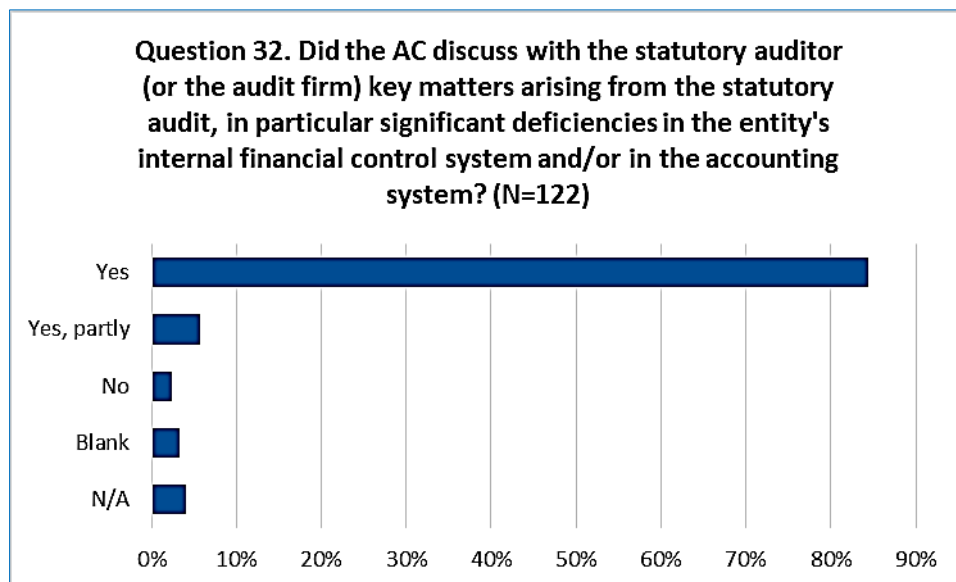 Question 32. Did the AC discuss with the statutory auditor
(or the audit firm) key matters arising from the statutory
audit, in particular significant deficiencies in the entity's
internal financial control system and/or in the accounting
system? (N=122)
Yes
Yes, partly
No
Blank
N/A
0% 10% 20% 30% 40% 50% 60% 70% 80% 90%